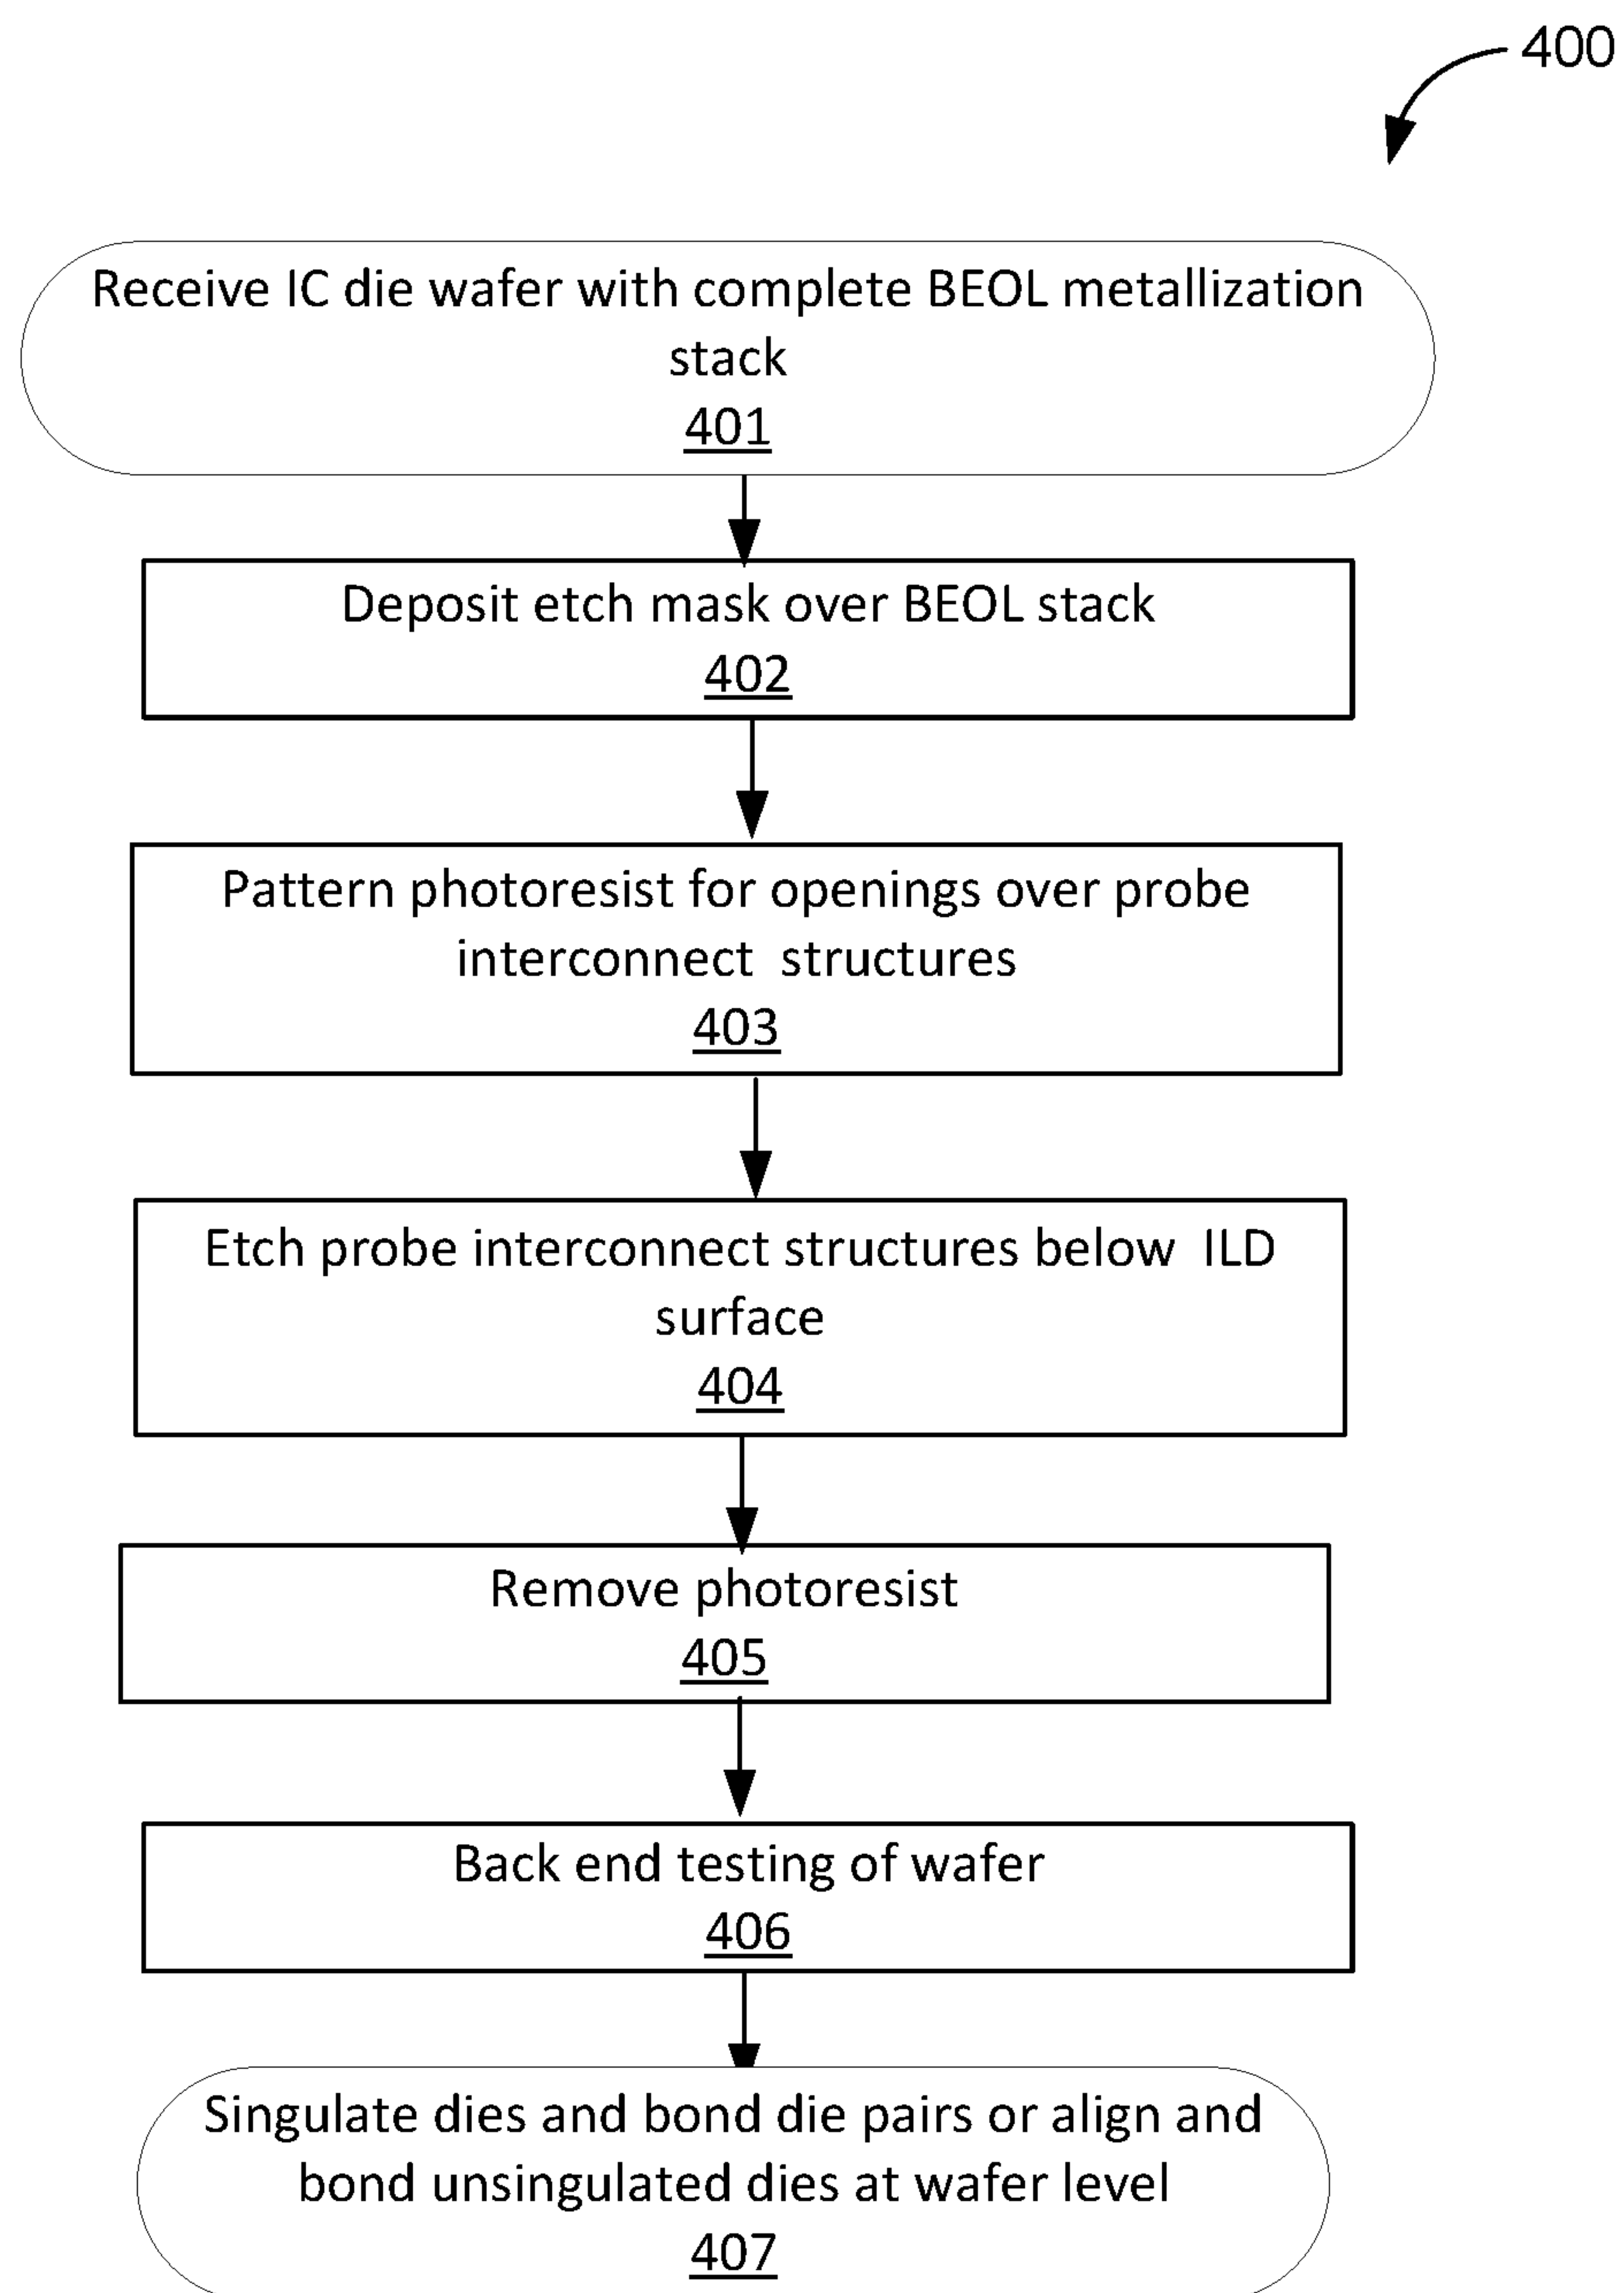 400
Receive IC die wafer with complete BEOL metallization
stack
401
Deposit etch mask over BEOL stack
402
Pattern photoresist for openings over probe
interconnect structures
403
Etch probe interconnect structures below ILD
surface
404
Remove photoresist
405
Back end testing of wafer
406
Singulate dies and bond die pairs or align and
bond unsingulated dies at wafer level
407